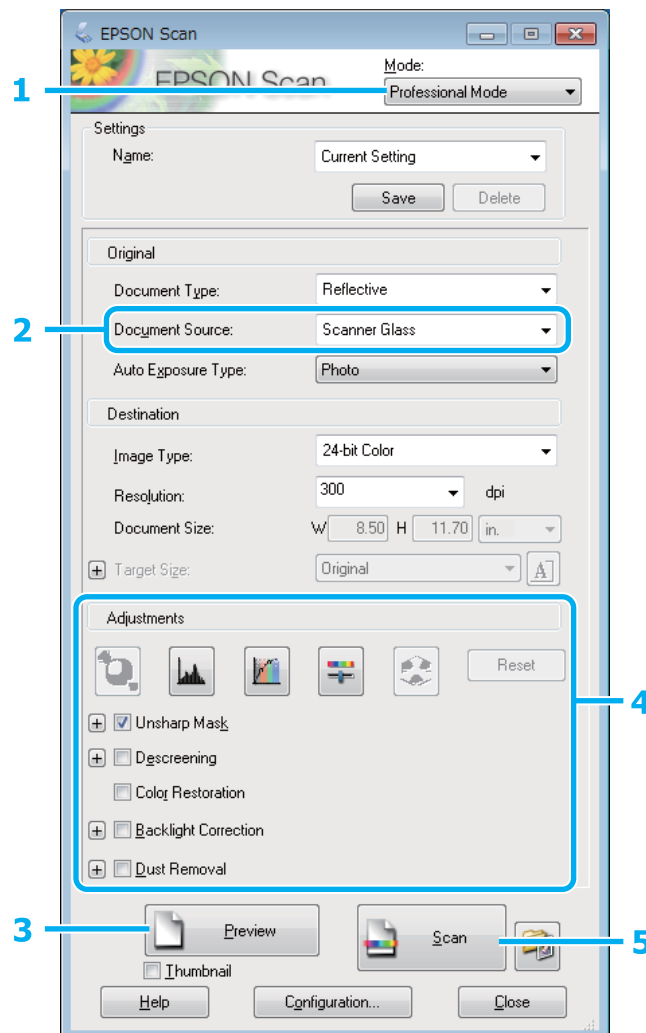 EPSON Scan
EPSON Scan
Mode:
1
Professional Mode
Settings
Name: Current Setting
Save Delete
Original
Document Type: Reflective
2 Document Source: Scanner Glass
Auto Exposure Type: Photo
Destination
Image Type: 24-bit Color
Resolution: 300 dpi
Document Size: W 8.50 H 11.70 in.
+ Target Size: Original A
Adjustments
Reset
4
+ Unsharp Mask
+ Descreening
Color Restoration
+ Backlight Correction
+ Dust Removal
3 Preview Scan 5
Thumbnail
Help Configuration... Close